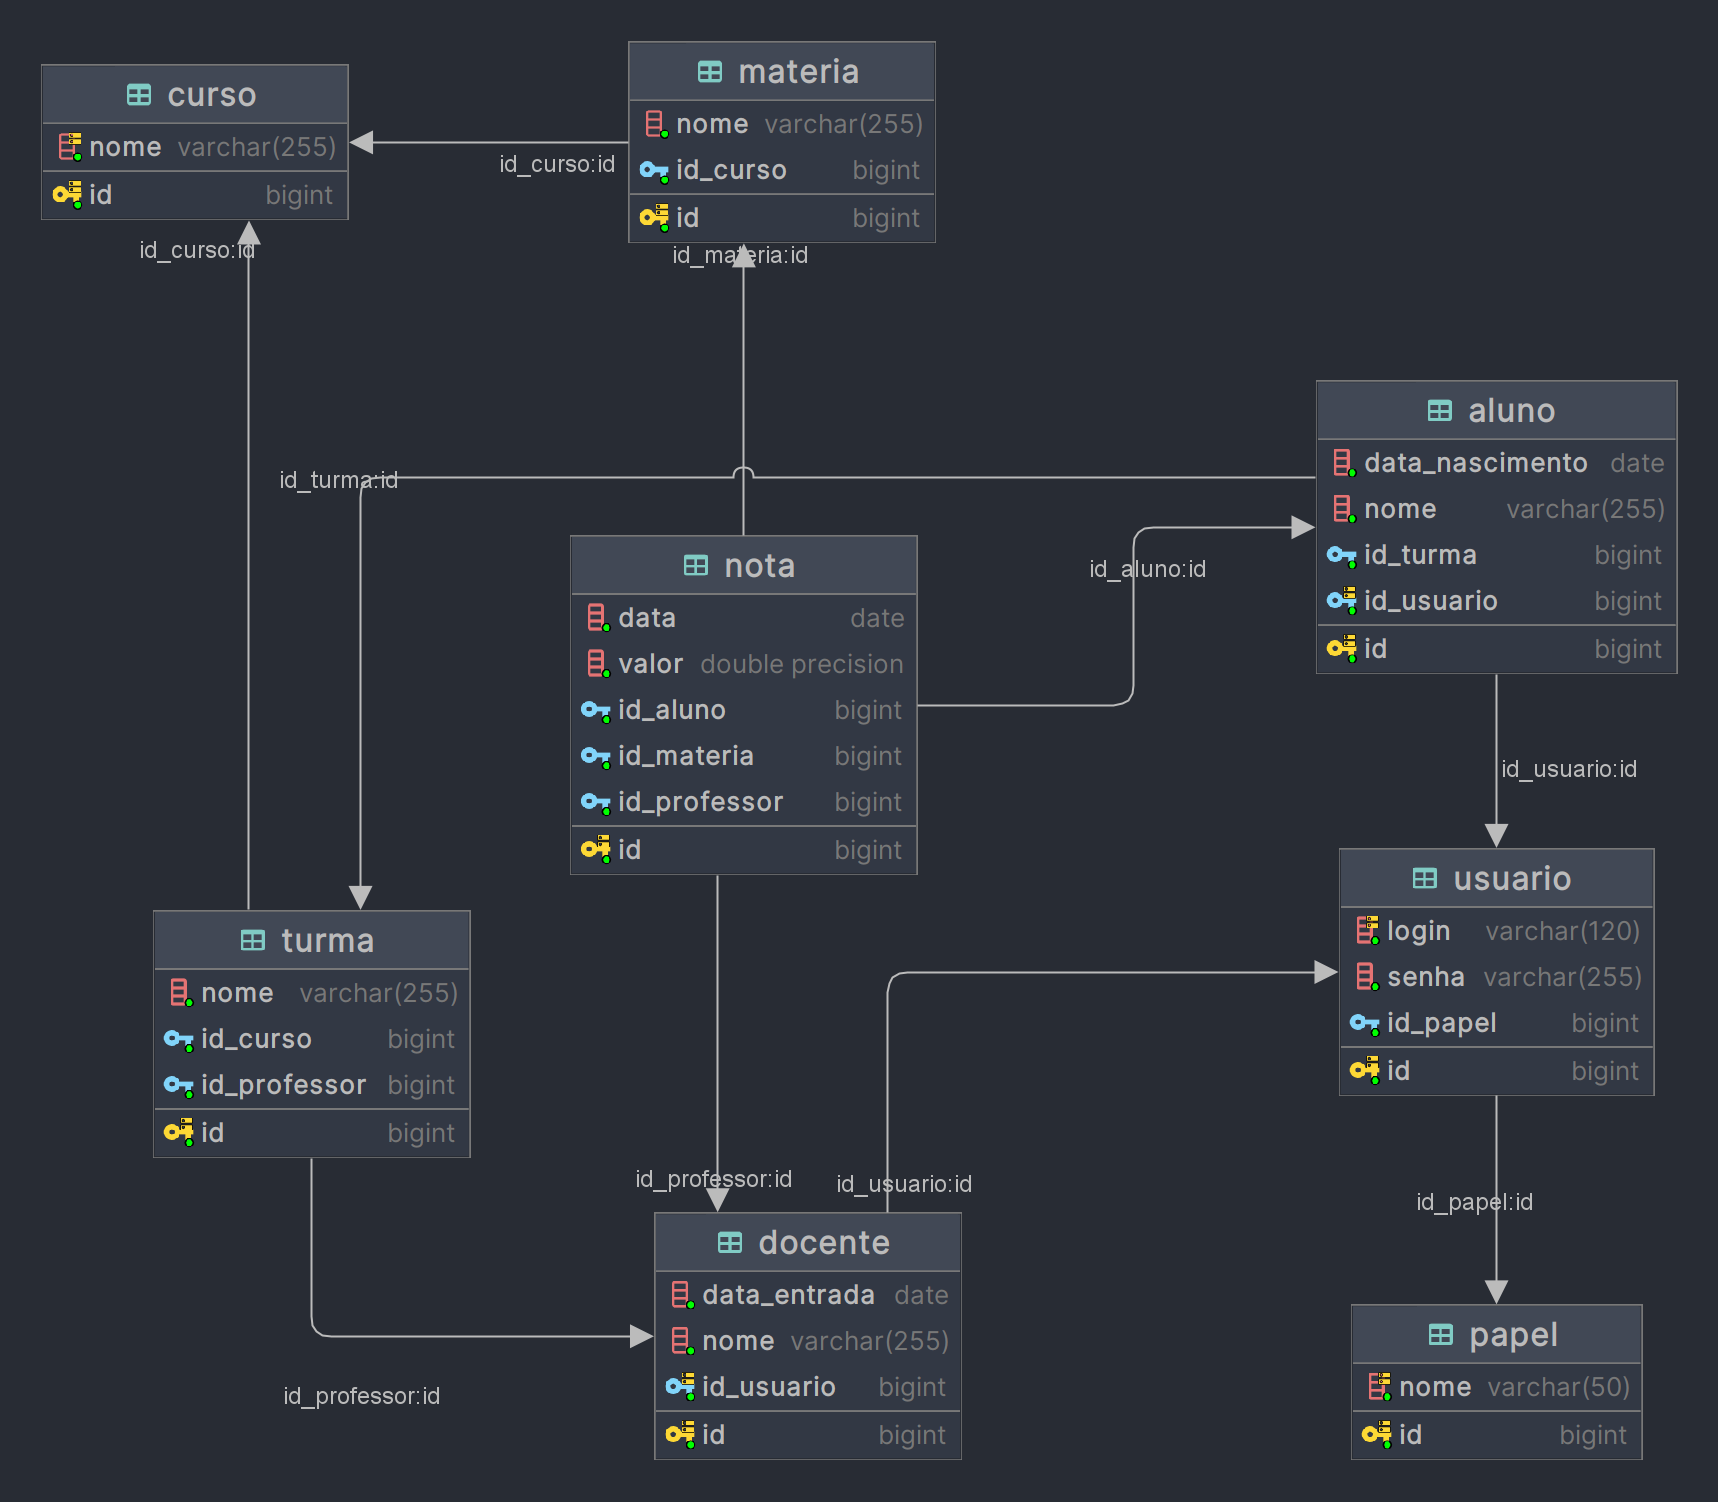 curso
nome varchar(255)
id bigint
materia
nome varchar(255)
id_curso bigint
id bigint
id_curso:id
id_curso:id
id_materia:id
aluno
data_nascimento date
nome varchar(255)
id_turma bigint
id_usuario bigint
id bigint
id_turma:id
nota
data date
valor double precision
id_aluno bigint
id_materia bigint
id_professor bigint
id bigint
id_aluno:id
id_usuario:id
usuario
login varchar(120)
senha varchar(255)
id_papel bigint
id bigint
turma
nome varchar(255)
id_curso bigint
id_professor bigint
id bigint
id_professor:id
id_usuario:id
id_papel:id
docente
data_entrada date
nome varchar(255)
id_usuario bigint
id bigint
id_professor:id
papel
nome varchar(50)
id bigint